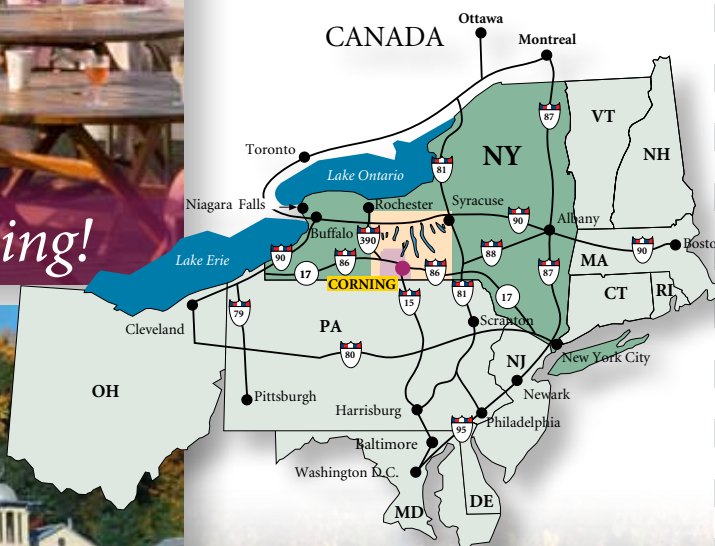 Ottawa
CANADA
Montreal
87
VT
Toronto
NY
NH
81
Lake Ontario
Niagara Falls
Rochester
Syracuse
90
Albany
ing!
Buffalo
390
Lake Erie
90
86
88
90
MA
17
86
87
CORNING
CT
RI
79
15
81
17
Cleveland
PA
Scranton
80
New York City
NJ
OH
Pittsburgh
Newark
Harrisburg
Philadelphia
95
Baltimore
Washington D.C.
DE
MD